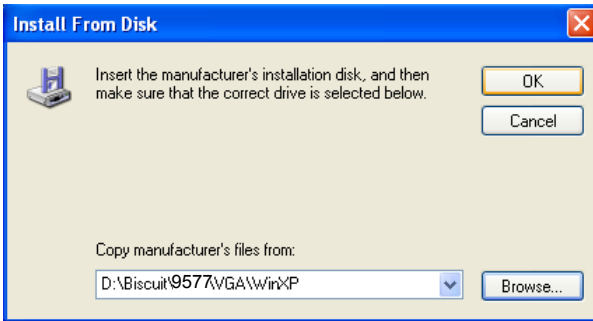 Install From Disk
Insert the manufacturer's installation disk, and then
make sure that the correct drive is selected below.
OK
Cancel
Copy manufacturer's files from:
D:\Biscuit\9577\VGA\WinXP
Browse...